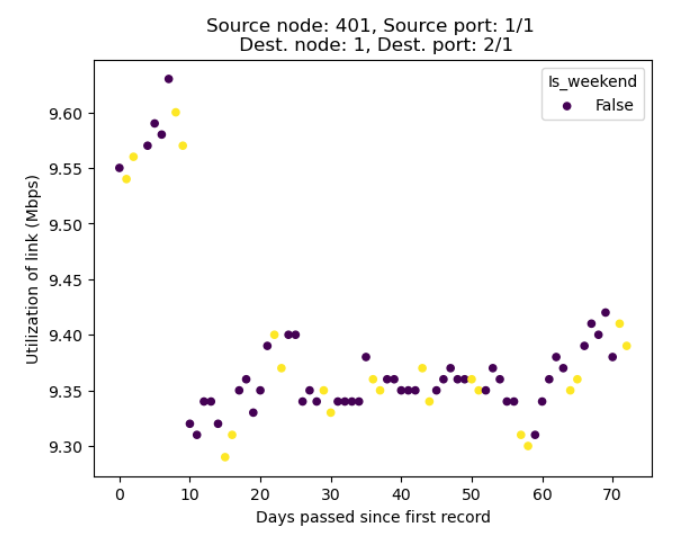 Source node: 401, Source port: 1/1
Dest. node: 1, Dest. port: 2/1
Is_weekend
False
9.60
9.55
9.50
9.45
9.40
9.35
9.30
Utilization of link (Mbps)
0 10 20 30 40 50 60 70
Days passed since first record